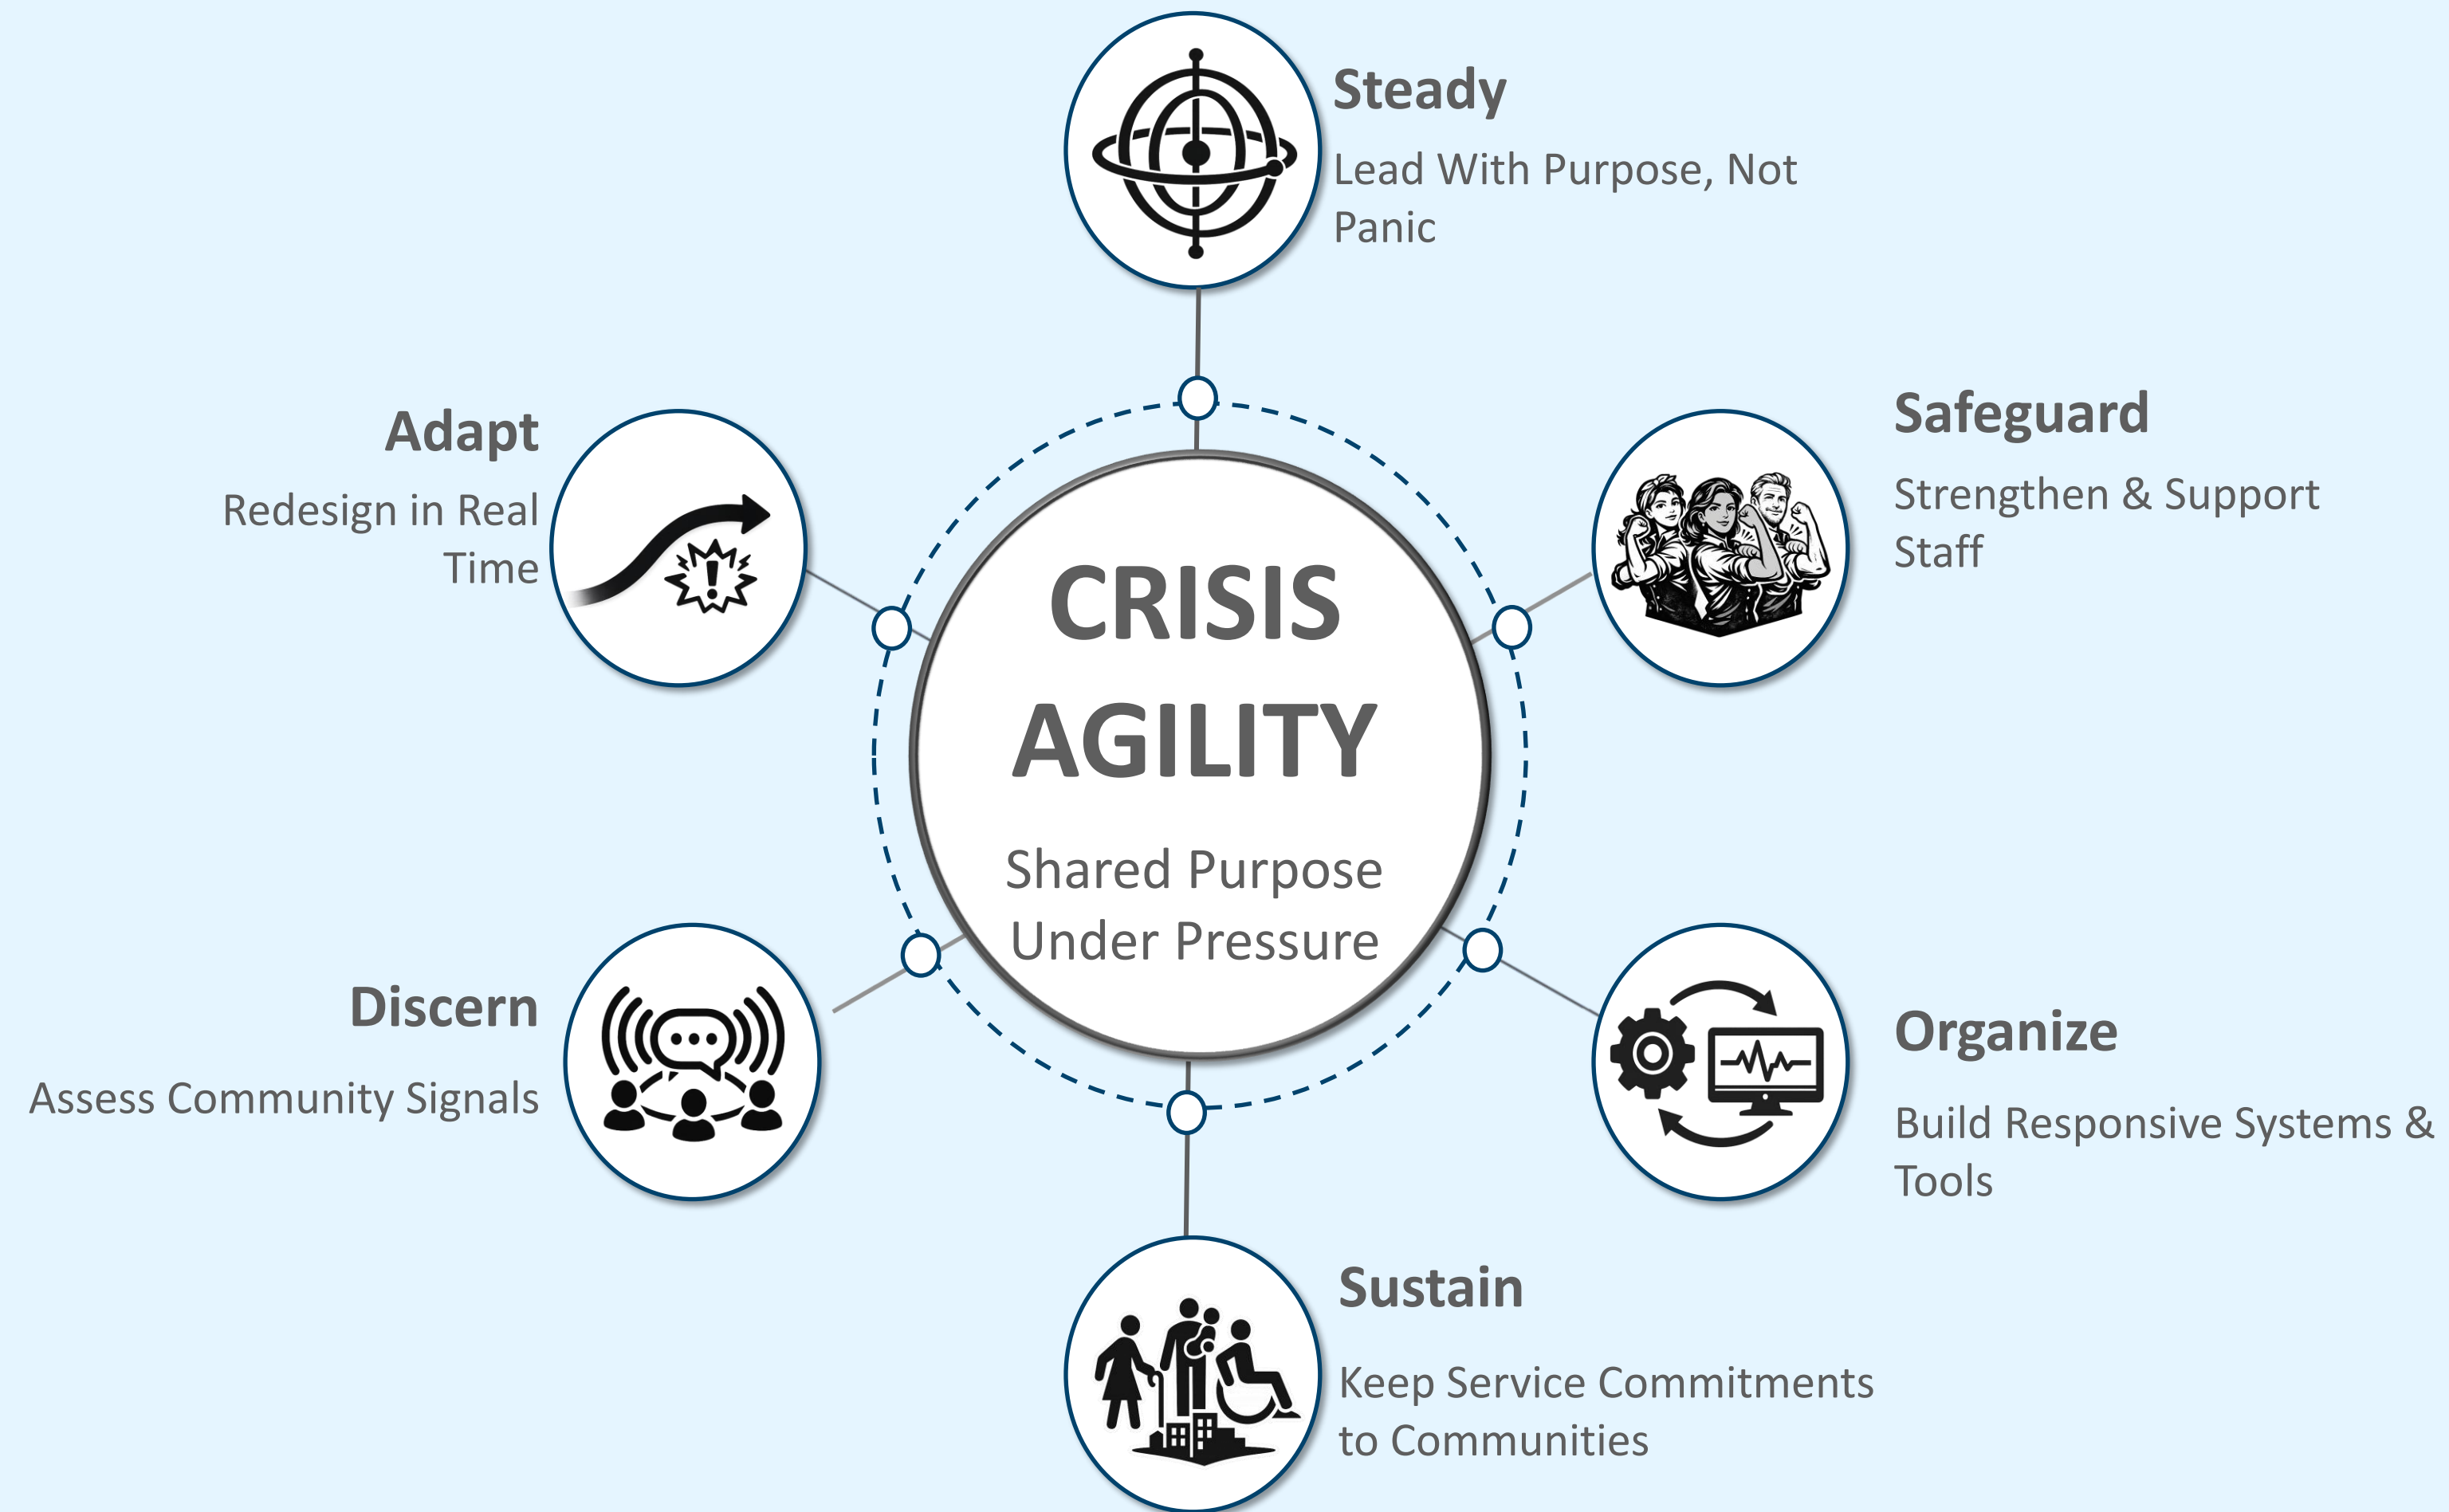 Steady
Lead With Purpose, Not
Panic
Safeguard
Strengthen & Support
Staff
Adapt
Redesign in Real
Time
CRISIS
AGILITY
Shared Purpose
Under Pressure
Discern
Assess Community Signals
Organize
Build Responsive Systems &
Tools
Sustain
Keep Service Commitments
to Communities